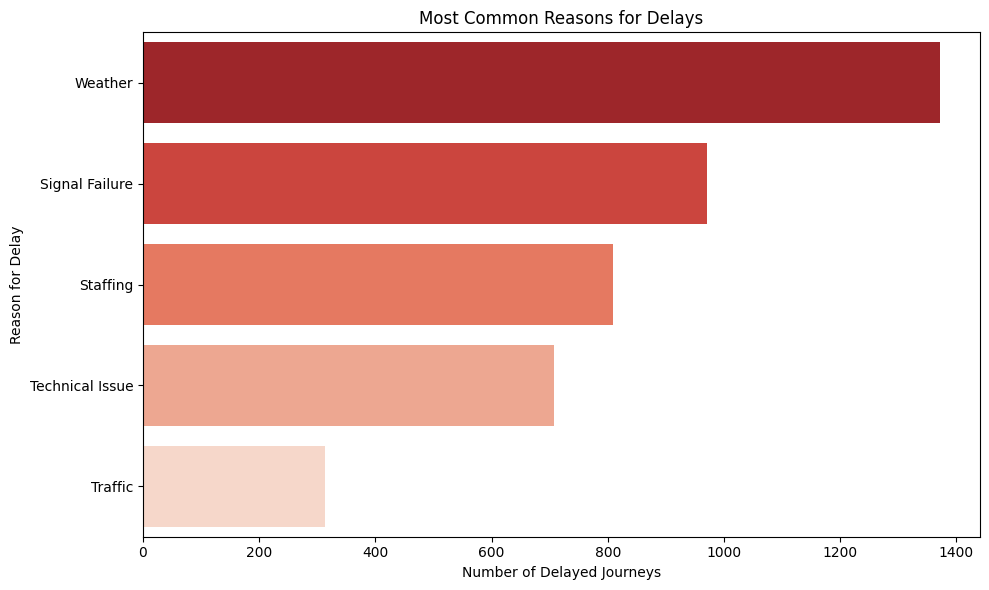 Most Common Reasons for Delays
Reason for Delay
Weather
Signal Failure
Staffing
Technical Issue
Traffic
0 200 400 600 800 1000 1200 1400
Number of Delayed Journeys